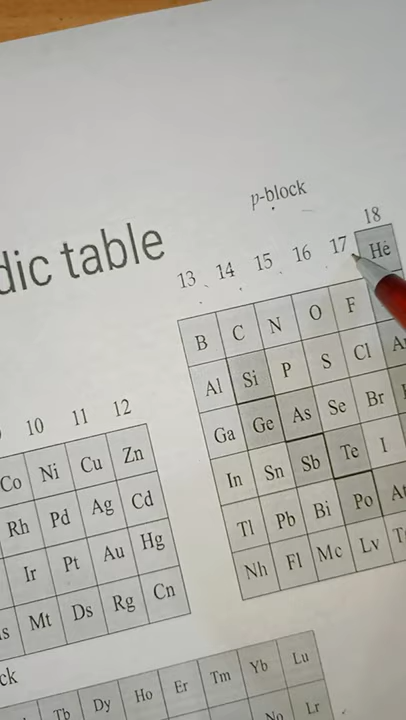 p-block
18
dic table
13 14 15 16 17 He
B C N O F
Al Si P S Cl
Ga Ge As Se Br
In Sn Sb Te I
Tl Pb Bi Po At
Nh Fl Mc Lv
10 11 12
Co Ni Cu Zn
Rh Pd Ag Cd
Ir Pt Au Hg
Mt Ds Rg Cn
ck
Tb Dy Ho Er Tm Yb Lu
No Lr